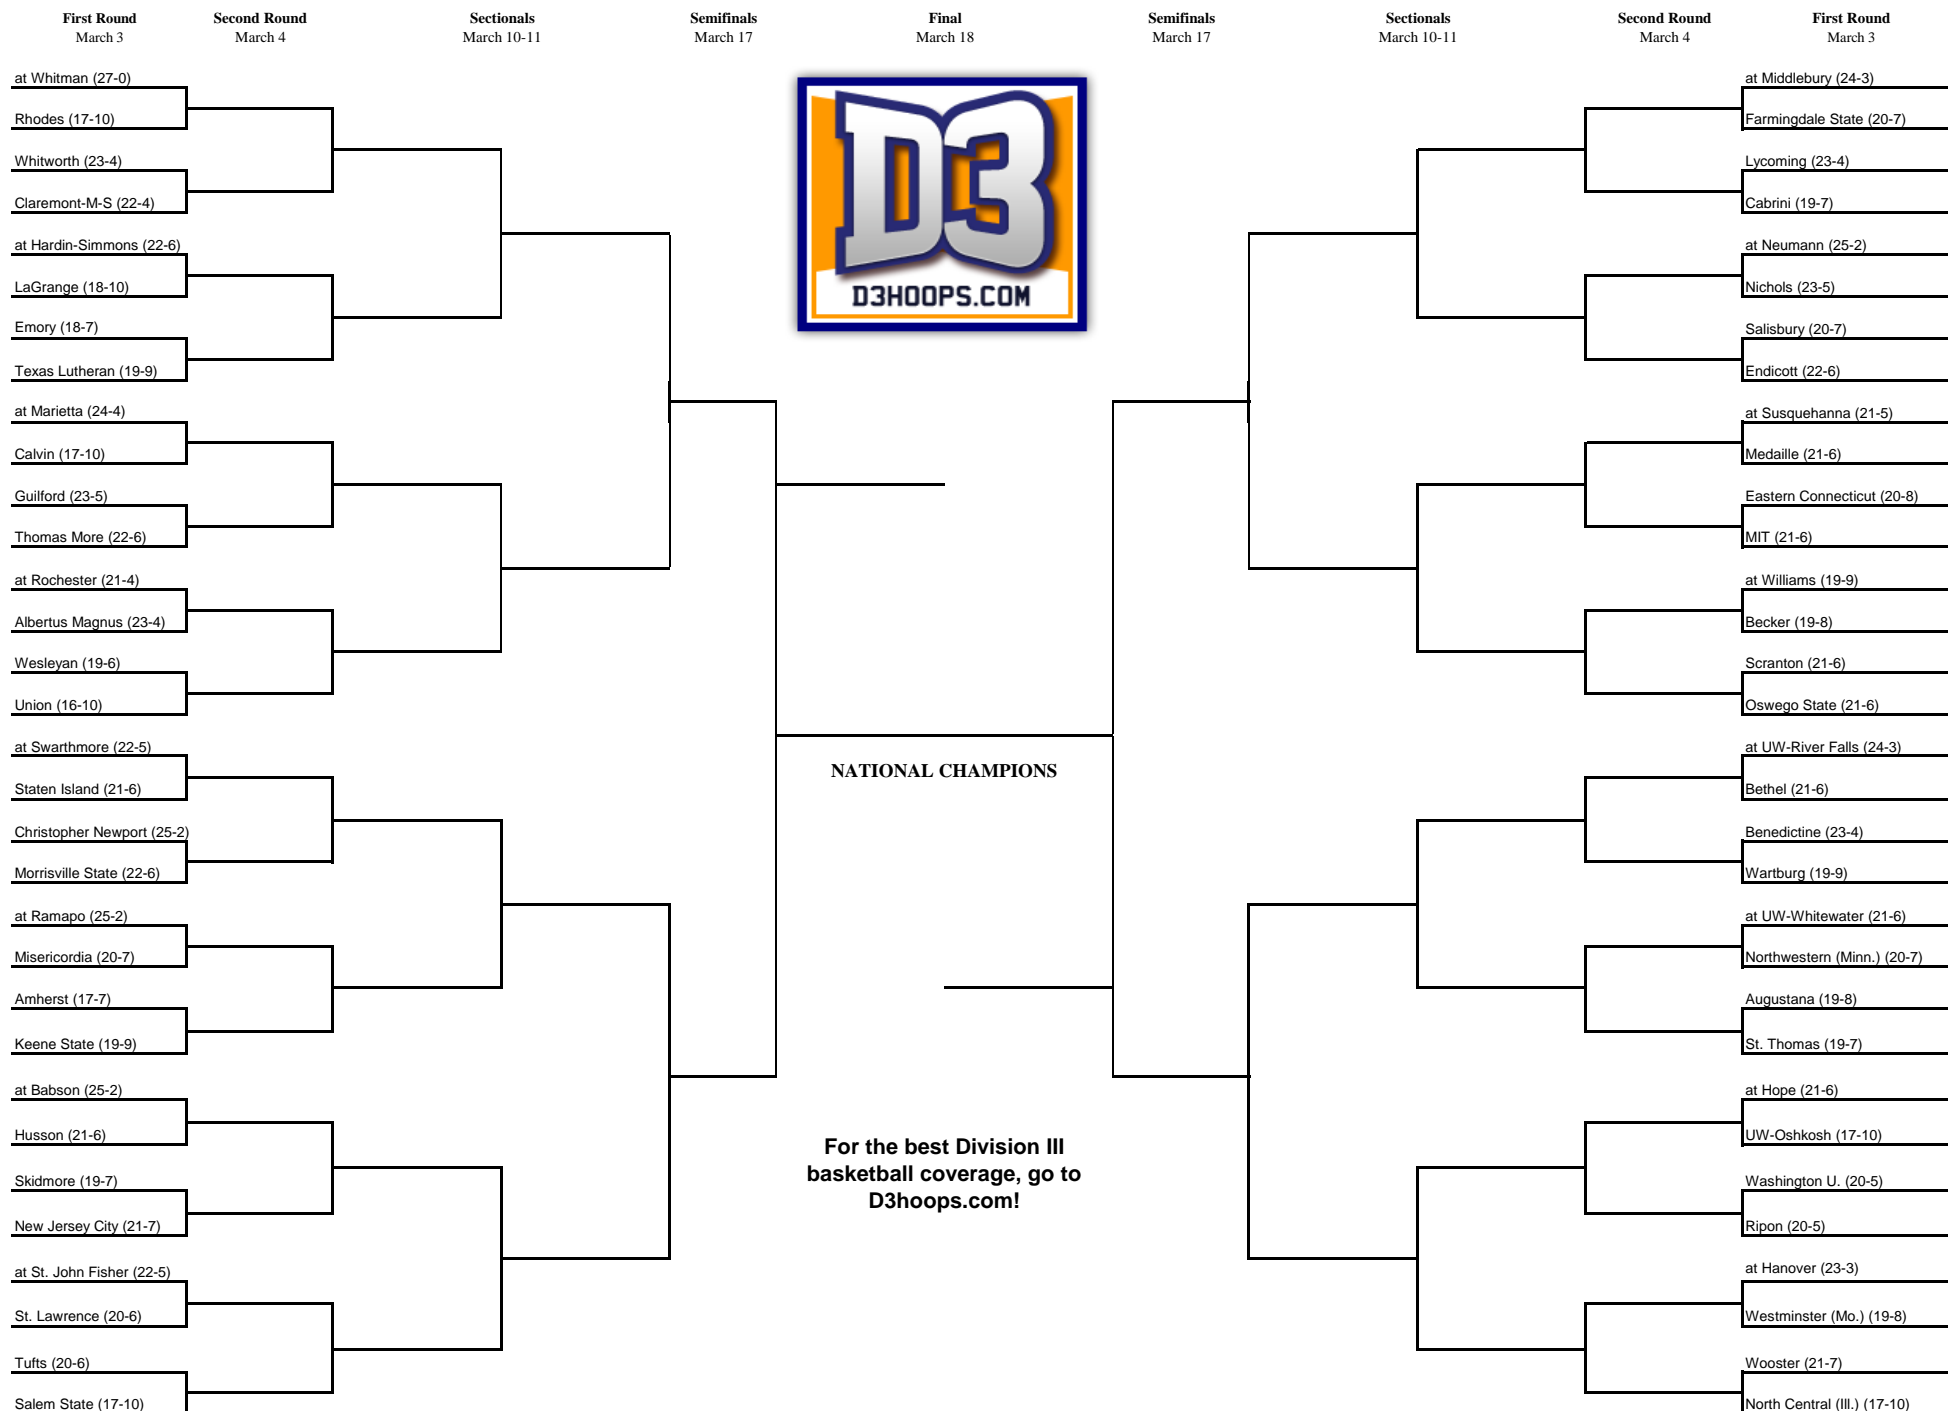 First Round
March 3
Second Round
March 4
Sectionals
March 10-11
Semifinals
March 17
Final
March 18
Semifinals
March 17
Sectionals
March 10-11
Second Round
March 4
First Round
March 3
at Whitman (27-0)
Rhodes (17-10)
Whitworth (23-4)
Claremont-M-S (22-4)
at Hardin-Simmons (22-6)
LaGrange (18-10)
Emory (18-7)
Texas Lutheran (19-9)
at Marietta (24-4)
Calvin (17-10)
Guilford (23-5)
Thomas More (22-6)
at Rochester (21-4)
Albertus Magnus (23-4)
Wesleyan (19-6)
Union (16-10)
at Swarthmore (22-5)
Staten Island (21-6)
Christopher Newport (25-2)
Morrisville State (22-6)
at Ramapo (25-2)
Misericordia (20-7)
Amherst (17-7)
Keene State (19-9)
at Babson (25-2)
Husson (21-6)
Skidmore (19-7)
New Jersey City (21-7)
at St. John Fisher (22-5)
St. Lawrence (20-6)
Tufts (20-6)
Salem State (17-10)
D3
D3HOOPS.COM
NATIONAL CHAMPIONS
For the best Division III
basketball coverage, go to
D3hoops.com!
at Middlebury (24-3)
Farmingdale State (20-7)
Lycoming (23-4)
Cabrini (19-7)
at Neumann (25-2)
Nichols (23-5)
Salisbury (20-7)
Endicott (22-6)
at Susquehanna (21-5)
Medaille (21-6)
Eastern Connecticut (20-8)
MIT (21-6)
at Williams (19-9)
Becker (19-8)
Scranton (21-6)
Oswego State (21-6)
at UW-River Falls (24-3)
Bethel (21-6)
Benedictine (23-4)
Wartburg (19-9)
at UW-Whitewater (21-6)
Northwestern (Minn.) (20-7)
Augustana (19-8)
St. Thomas (19-7)
at Hope (21-6)
UW-Oshkosh (17-10)
Washington U. (20-5)
Ripon (20-5)
at Hanover (23-3)
Westminster (Mo.) (19-8)
Wooster (21-7)
North Central (Ill.) (17-10)